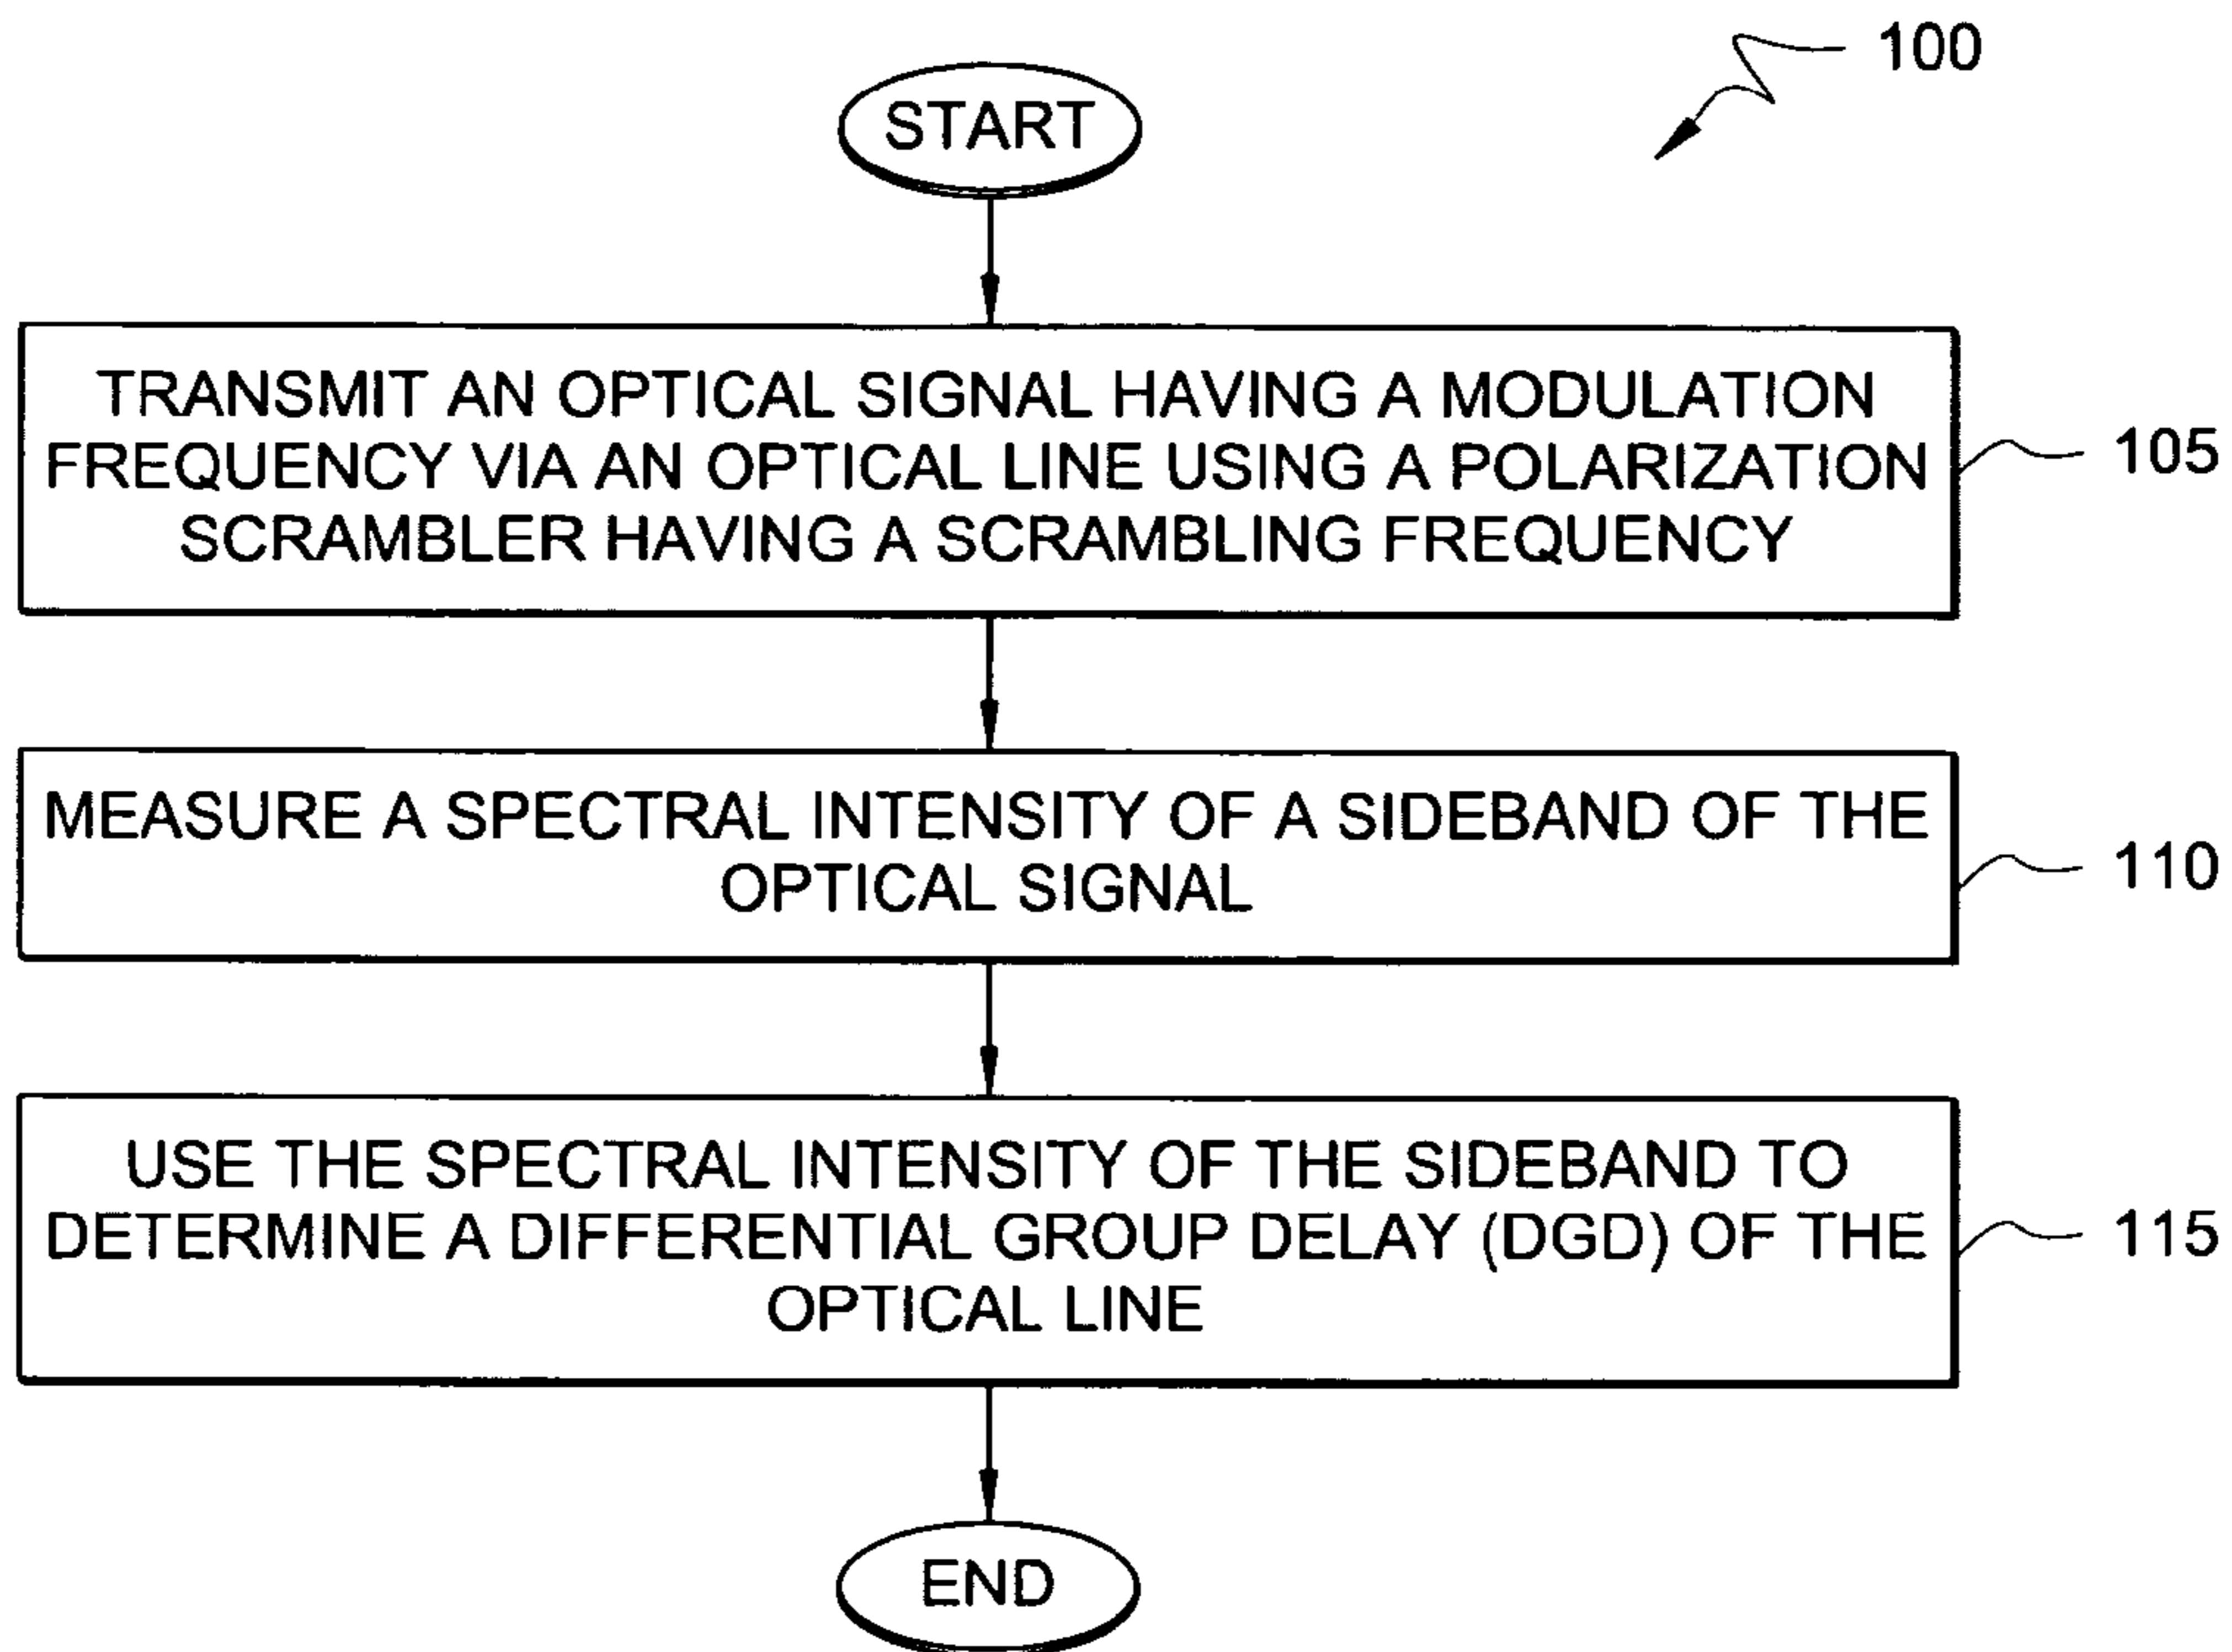 100
START
TRANSMIT AN OPTICAL SIGNAL HAVING A MODULATION
FREQUENCY VIA AN OPTICAL LINE USING A POLARIZATION
SCRAMBLER HAVING A SCRAMBLING FREQUENCY
105
MEASURE A SPECTRAL INTENSITY OF A SIDEBAND OF THE
OPTICAL SIGNAL
110
USE THE SPECTRAL INTENSITY OF THE SIDEBAND TO
DETERMINE A DIFFERENTIAL GROUP DELAY (DGD) OF THE
OPTICAL LINE
115
END